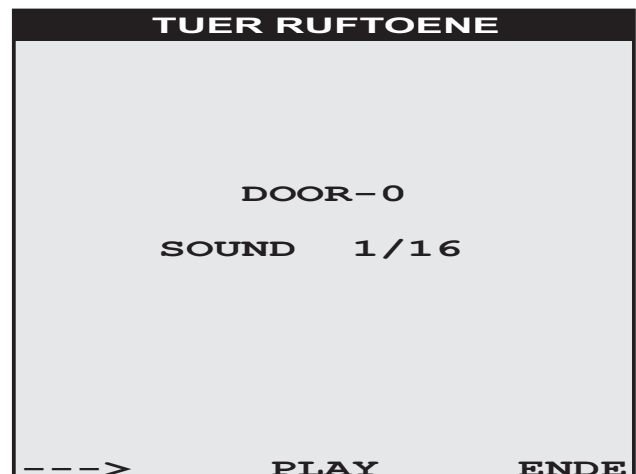 TUER RUFTOENE
DOOR-0
SOUND 1/16
---> PLAY ENDE